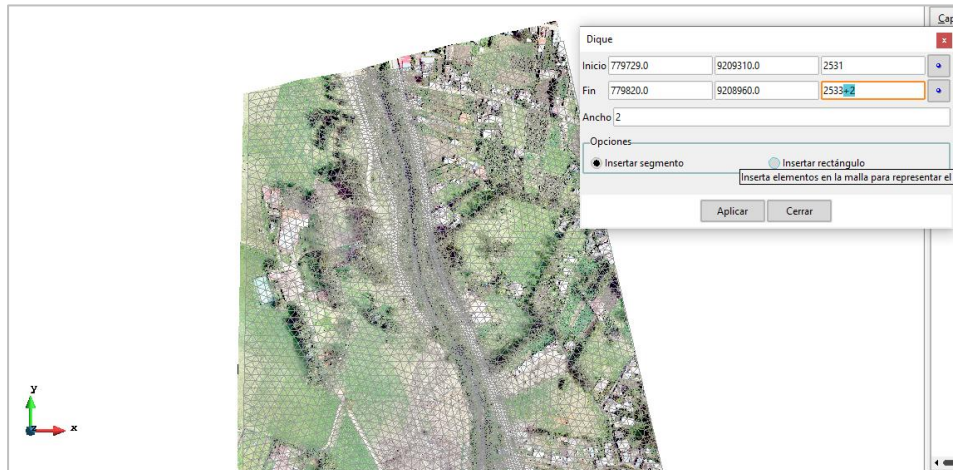 Cap
Dique
x
Inicio 779729.0 9209310.0 2531
Fin 779820.0 9208960.0 2533+2
Ancho 2
Opciones
Insertar segmento Insertar rectángulo
Inserta elementos en la malla para representar el
Aplicar Cerrar
y
z x